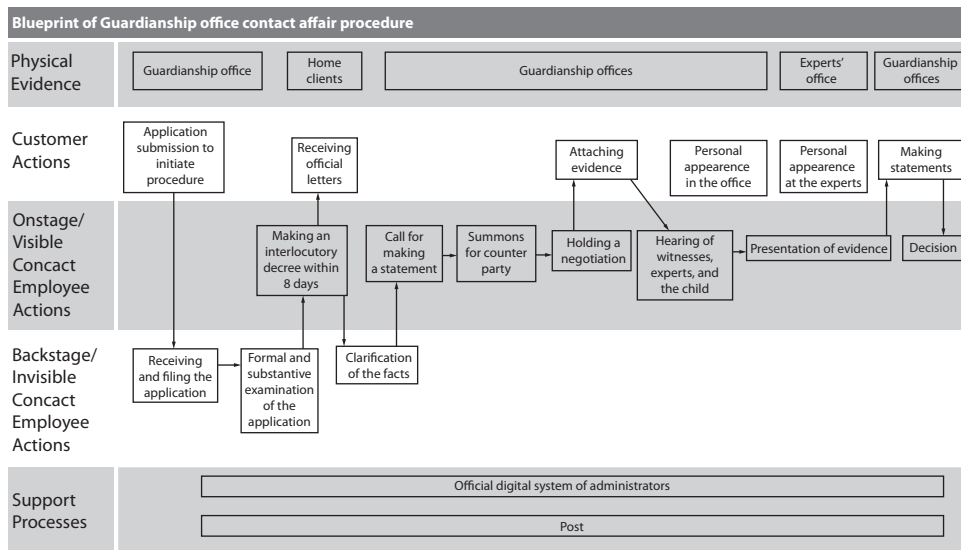 Blueprint of Guardianship office contact affair procedure
Physical
Evidence
Guardianship office
Home
clients
Guardianship offices
Experts'
office
Guardianship
offices
Customer
Actions
Application
submission to
initiate
procedure
Receiving
official
letters
Attaching
evidence
Personal
appearence
in the office
Personal
appearence
at the experts
Making
statements
Onstage/
Visible
Concact
Employee
Actions
Making an
interlocutory
decree within
8 days
Call for
making
a statement
Summons
for counter
party
Holding a
negotiation
Hearing of
witnesses,
experts, and
the child
Presentation of evidence
Decision
Backstage/
Invisible
Concact
Employee
Actions
Receiving
and filing the
application
Formal and
substantive
examination
of the
application
Clarification
of the facts
Support
Processes
Official digital system of administrators
Post